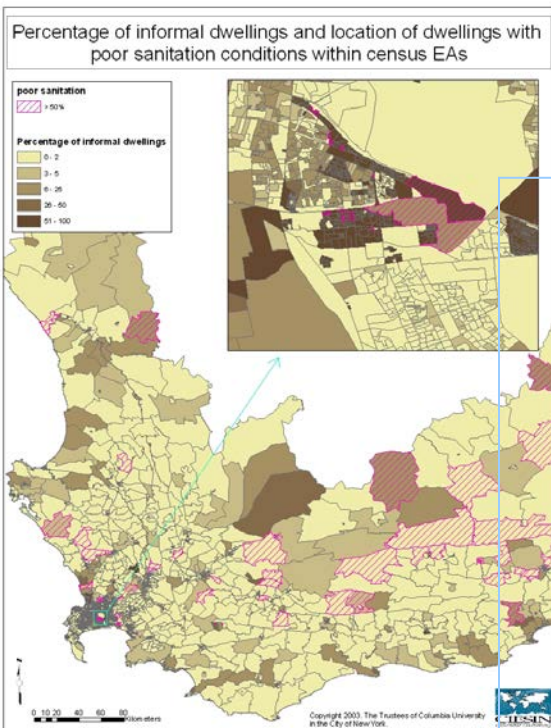 Percentage of informal dwellings and location of dwellings with
poor sanitation conditions within census EAs
poor sanitation
> 50%
Percentage of informal dwellings
0 - 2
3 - 5
6 - 25
26 - 50
51 - 100
0 10 20 40 60 80
Kilometers
Copyright 2003. The Trustees of Columbia University
in the City of New York.
CIESIN